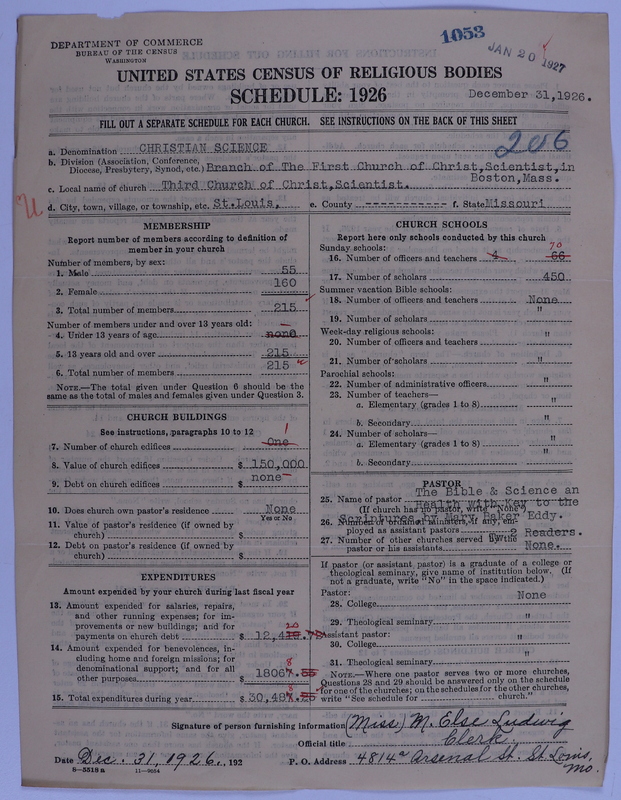 1053
JAN 20 1927
DEPARTMENT OF COMMERCE
BUREAU OF THE CENSUS
WASHINGTON
UNITED STATES CENSUS OF RELIGIOUS BODIES
SCHEDULE: 1926
December 31, 1926.
FILL OUT A SEPARATE SCHEDULE FOR EACH CHURCH. SEE INSTRUCTIONS ON THE BACK OF THIS SHEET
206
a. Denomination CHRISTIAN SCIENCE
b. Division (Association, Conference, Diocese, Presbytery, Synod, etc.) Branch of The First Church of Christ,Scientist,in Boston,Mass.
c. Local name of church Third Church of Christ,Scientist.
d. City, town, village, or township, etc. St.Louis, e. County ------------ f. State Missouri
MEMBERSHIP
Report number of members according to definition of
member in your church
Number of members, by sex:
1. Male 55
2. Female 160
3. Total number of members 215
Number of members under and over 13 years old:
4. Under 13 years of age none
5. 13 years old and over 215
6. Total number of members 215
NOTE.—The total given under Question 6 should be
same as the total of males and females given under Question 3.
CHURCH BUILDINGS
See instructions, paragraphs 10 to 12
7. Number of church edifices One 1
8. Value of church edifices $ 150,000
9. Debt on church edifices $ none
10. Does church own pastor's residence None
Yes or No
11. Value of pastor's residence (if owned by
church) $
12. Debt on pastor's residence (if owned by
church) $
EXPENDITURES
Amount expended by your church during last fiscal year
13. Amount expended for salaries, repairs,
and other running expenses; for im-
provements or new buildings; and for
payments on church debt $ 12,4
14. Amount expended for benevolences, in-
cluding home and foreign missions; for
denominational support; and for all
other purposes $ 18067
15. Total expenditures during year $ 30,487
CHURCH SCHOOLS
Report here only schools conducted by this church
Sunday schools:
16. Number of officers and teachers 4 66 70
17. Number of scholars 450
Summer vacation Bible schools:
18. Number of officers and teachers None
19. Number of scholars "
Week-day religious schools:
20. Number of officers and teachers "
21. Number of scholars "
Parochial schools:
22. Number of administrative officers "
23. Number of teachers—
a. Elementary (grades 1 to 8) "
b. Secondary "
24. Number of scholars—
a. Elementary (grades 1 to 8) "
b. Secondary "
PASTOR
25. Name of pastor The Bible & Science an
Health with Key to the
(If church has no pastor, write "None")
Scriptures by Mary Baker Eddy.
26. Number of ordained ministers, if any, em-
ployed as assistant pastors 2 Readers.
27. Number of other churches served by the
pastor or his assistants None.
If pastor (or assistant pastor) is a graduate of a college or
theological seminary, give name of institution below. (If
not a graduate, write "No" in the space indicated.)
Pastor:
28. College None
29. Theological seminary "
Assistant pastor:
30. College "
31. Theological seminary "
NOTE.—Where one pastor serves two or more churches,
Questions 28 and 29 should be answered only on the schedule
for one of the churches; on the schedules for the other churches,
write "See schedule for church."
Signature of person furnishing information (Miss) M. Else Ludwig
Official title Clerk
Date Dec. 31, 1926., 192 P. O. Address 4814a Arsenal St. St. Louis, Mo.
S—5518 a 11—9034